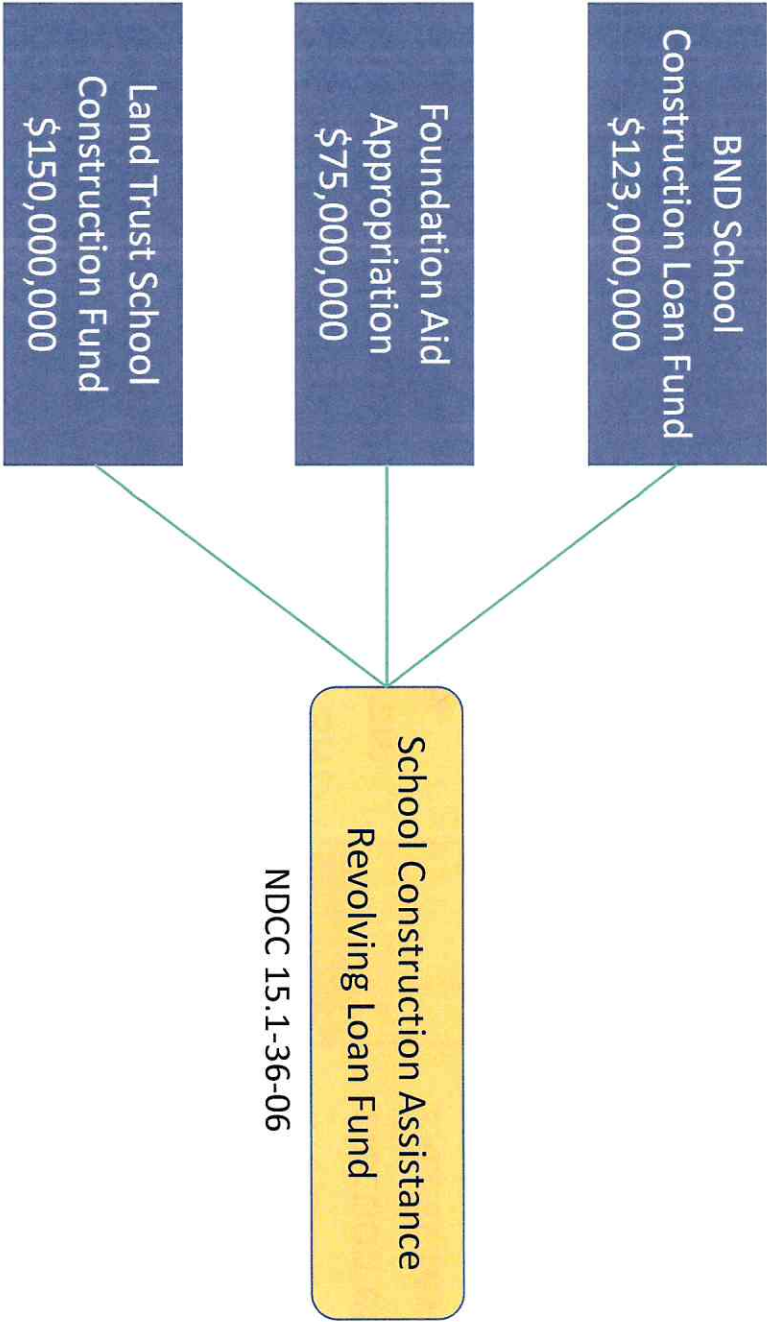 BND School
Construction Loan Fund
$123,000,000
Foundation Aid
Appropriation
$75,000,000
Land Trust School
Construction Fund
$150,000,000
School Construction Assistance
Revolving Loan Fund
NDCC 15.1-36-06